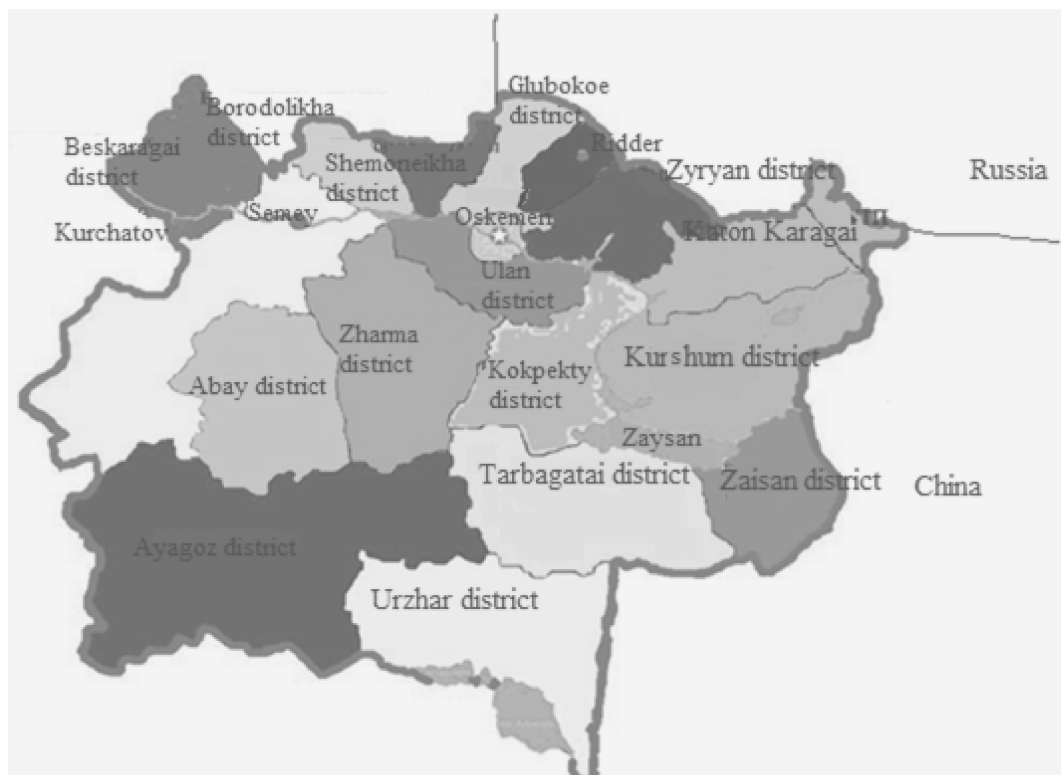 Glubokoe
district
Borodolikha
district
Ridder
Beskaragai
district
Shemoneikha
district
Zyryan district
Russia
Semey
Oskemen
Kurchatov
Katon Karagai
Ulan
district
Zharma
district
Kurshum district
Kokpekty
district
Abay district
Zaysan
Tarbagatai district
Zaisan district
China
Ayagoz district
Urzhar district